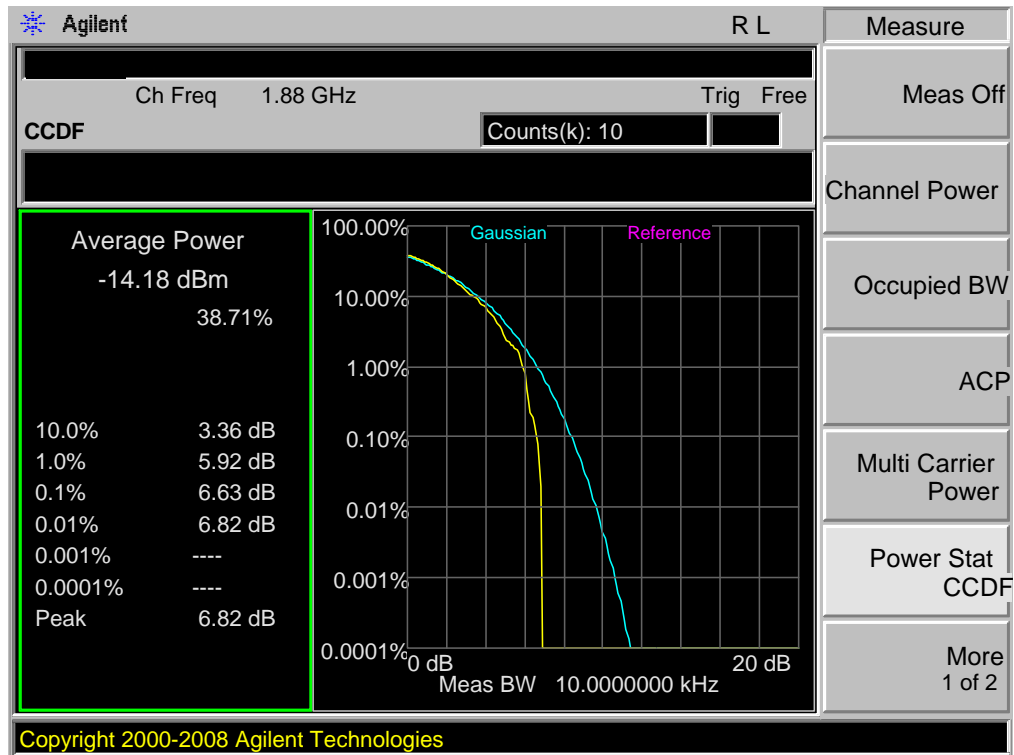 Agilent R L Measure
Ch Freq 1.88 GHz Trig Free
CCDF Counts(k): 10
Meas Off
Channel Power
Occupied BW
ACP
Multi Carrier
Power
Power Stat
CCDF
More
1 of 2
Average Power
-14.18 dBm
38.71%
10.0% 3.36 dB
1.0% 5.92 dB
0.1% 6.63 dB
0.01% 6.82 dB
0.001% ----
0.0001% ----
Peak 6.82 dB
Gaussian Reference
100.00%
10.00%
1.00%
0.10%
0.01%
0.001%
0.0001%
0 dB 20 dB
Meas BW 10.0000000 kHz
Copyright 2000-2008 Agilent Technologies